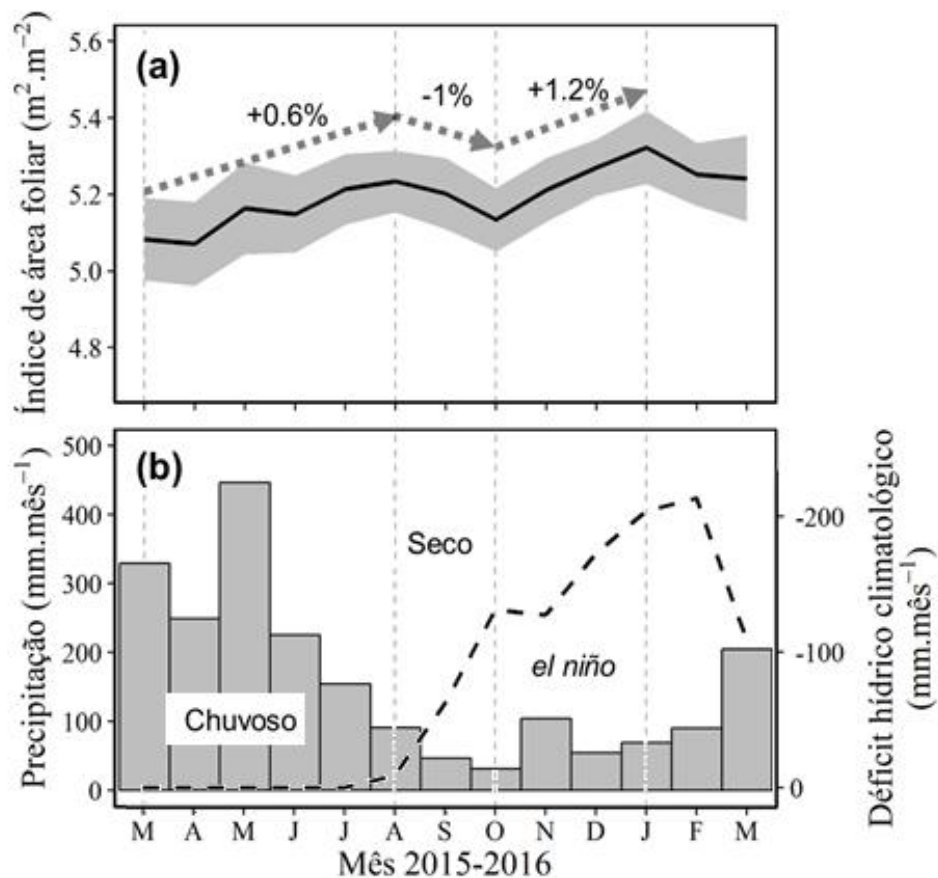 Índice de área foliar (m².m⁻²)
5.6
5.4
5.2
5.0
4.8
(a)
+0.6%
-1%
+1.2%
Precipitação (mm.mês⁻¹)
500
400
300
200
100
0
(b)
Seco
el niño
Chuvoso
-200
-100
0
Déficit hídrico climatológico
(mm.mês⁻¹)
M A M J J A S O N D J F M
Mês 2015-2016